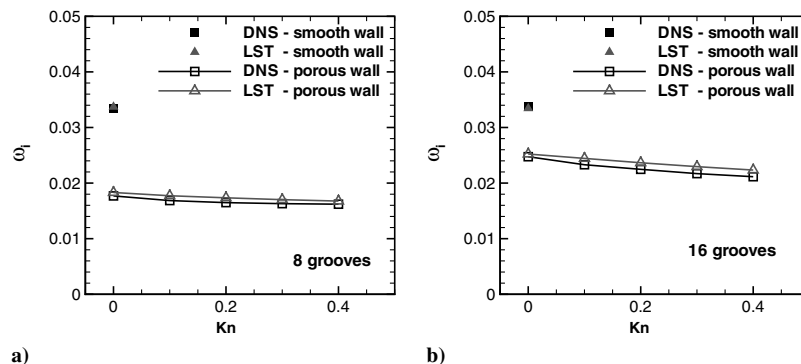 0.05
0.04
0.03
0.02
0.01
0
ωi
DNS - smooth wall
LST - smooth wall
DNS - porous wall
LST - porous wall
8 grooves
0 0.2 0.4
Kn
a)
0.05
0.04
0.03
0.02
0.01
0
ωi
DNS - smooth wall
LST - smooth wall
DNS - porous wall
LST - porous wall
16 grooves
0 0.2 0.4
Kn
b)